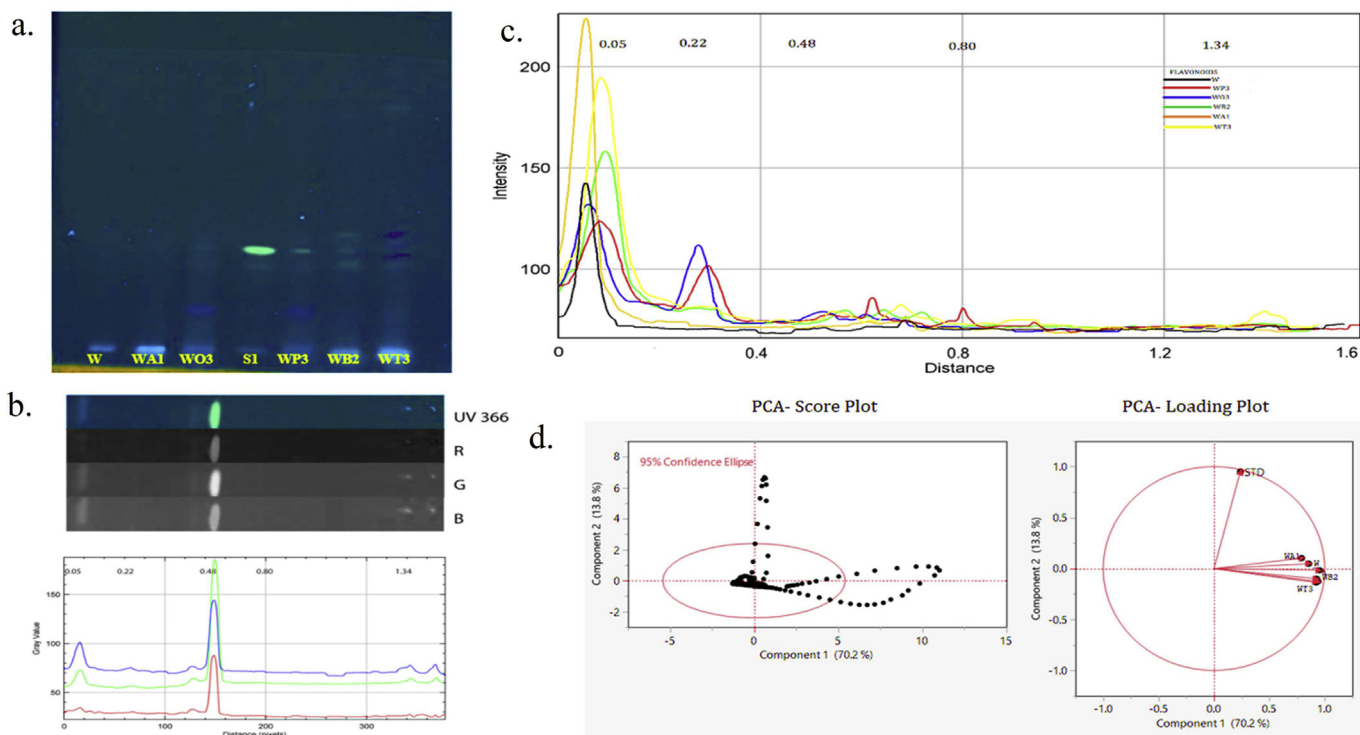 a.
W WA1 WO3 S1 WP3 WB2 WT3
b.
UV 366
R
G
B
0.05 0.22 0.48 0.80 1.34
Gray Value
150
100
50
0 100 200 300
Distance (pixels)
c.
0.05 0.22 0.48 0.80 1.34
FLAVONOIDS
W
WP3
WO3
WB2
WA1
WT3
Intensity
200
150
100
0 0.4 0.8 1.2 1.6
Distance
d.
PCA- Score Plot
95% Confidence Ellipse
Component 2 (13.8 %)
8
6
4
2
0
-2
-5 0 5 10 15
Component 1 (70.2 %)
PCA- Loading Plot
Component 2 (13.8 %)
1.0
0.5
0.0
-0.5
-1.0
STD
WA1
W
WB2
WT3
-1.0 -0.5 0.0 0.5 1.0
Component 1 (70.2 %)